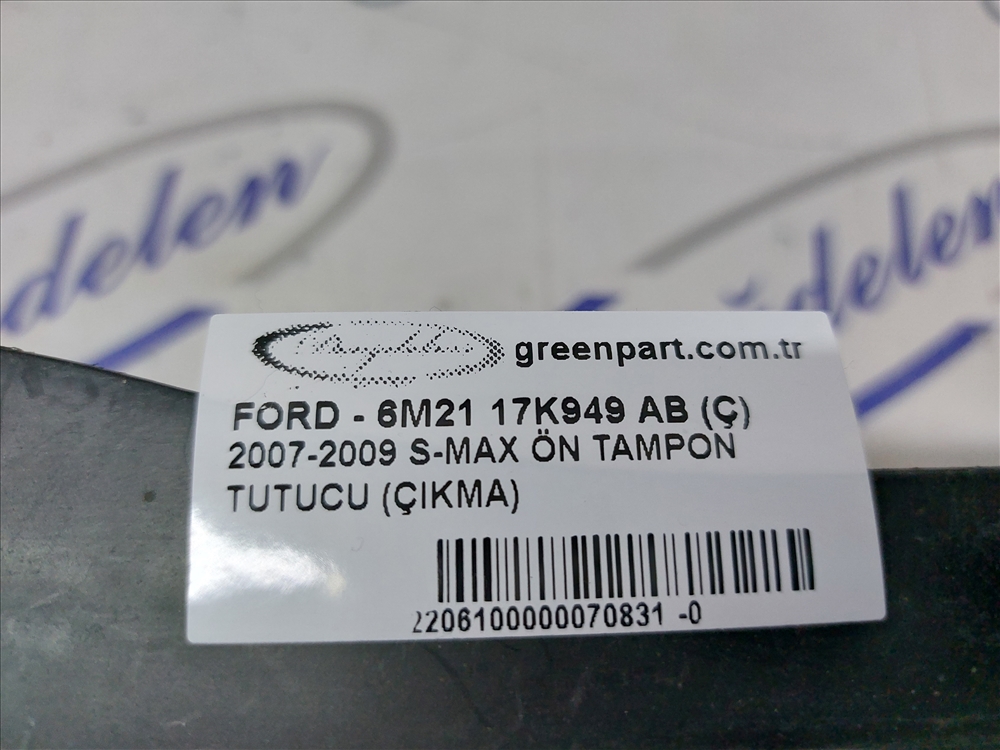 greenpart.com.tr
FORD - 6M21 17K949 AB (Ç)
2007-2009 S-MAX ÖN TAMPON
TUTUCU (ÇIKMA)
2206100000070831 -0